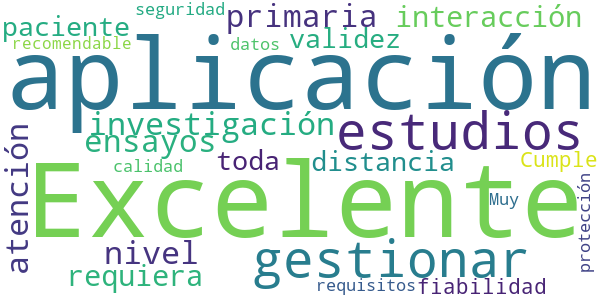 seguridad
primaria
interacción
paciente
recomendable
datos
validez
aplicación
investigación
estudios
ensayos
atención
calidad
toda
distancia
Cumple
Excelente
Muy
protección
nivel
gestionar
requiera
requisitos
fiabilidad